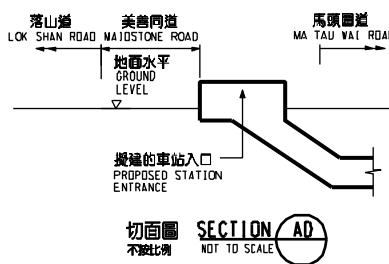 落山道 美善同道 馬頭圍道
LOK SHAN ROAD MAIDSTONE ROAD MA TAU WAI ROAD
地面水平
GROUND
LEVEL
擬建的車站入口
PROPOSED STATION
ENTRANCE
切面圖 SECTION AD
不按比例 NOT TO SCALE